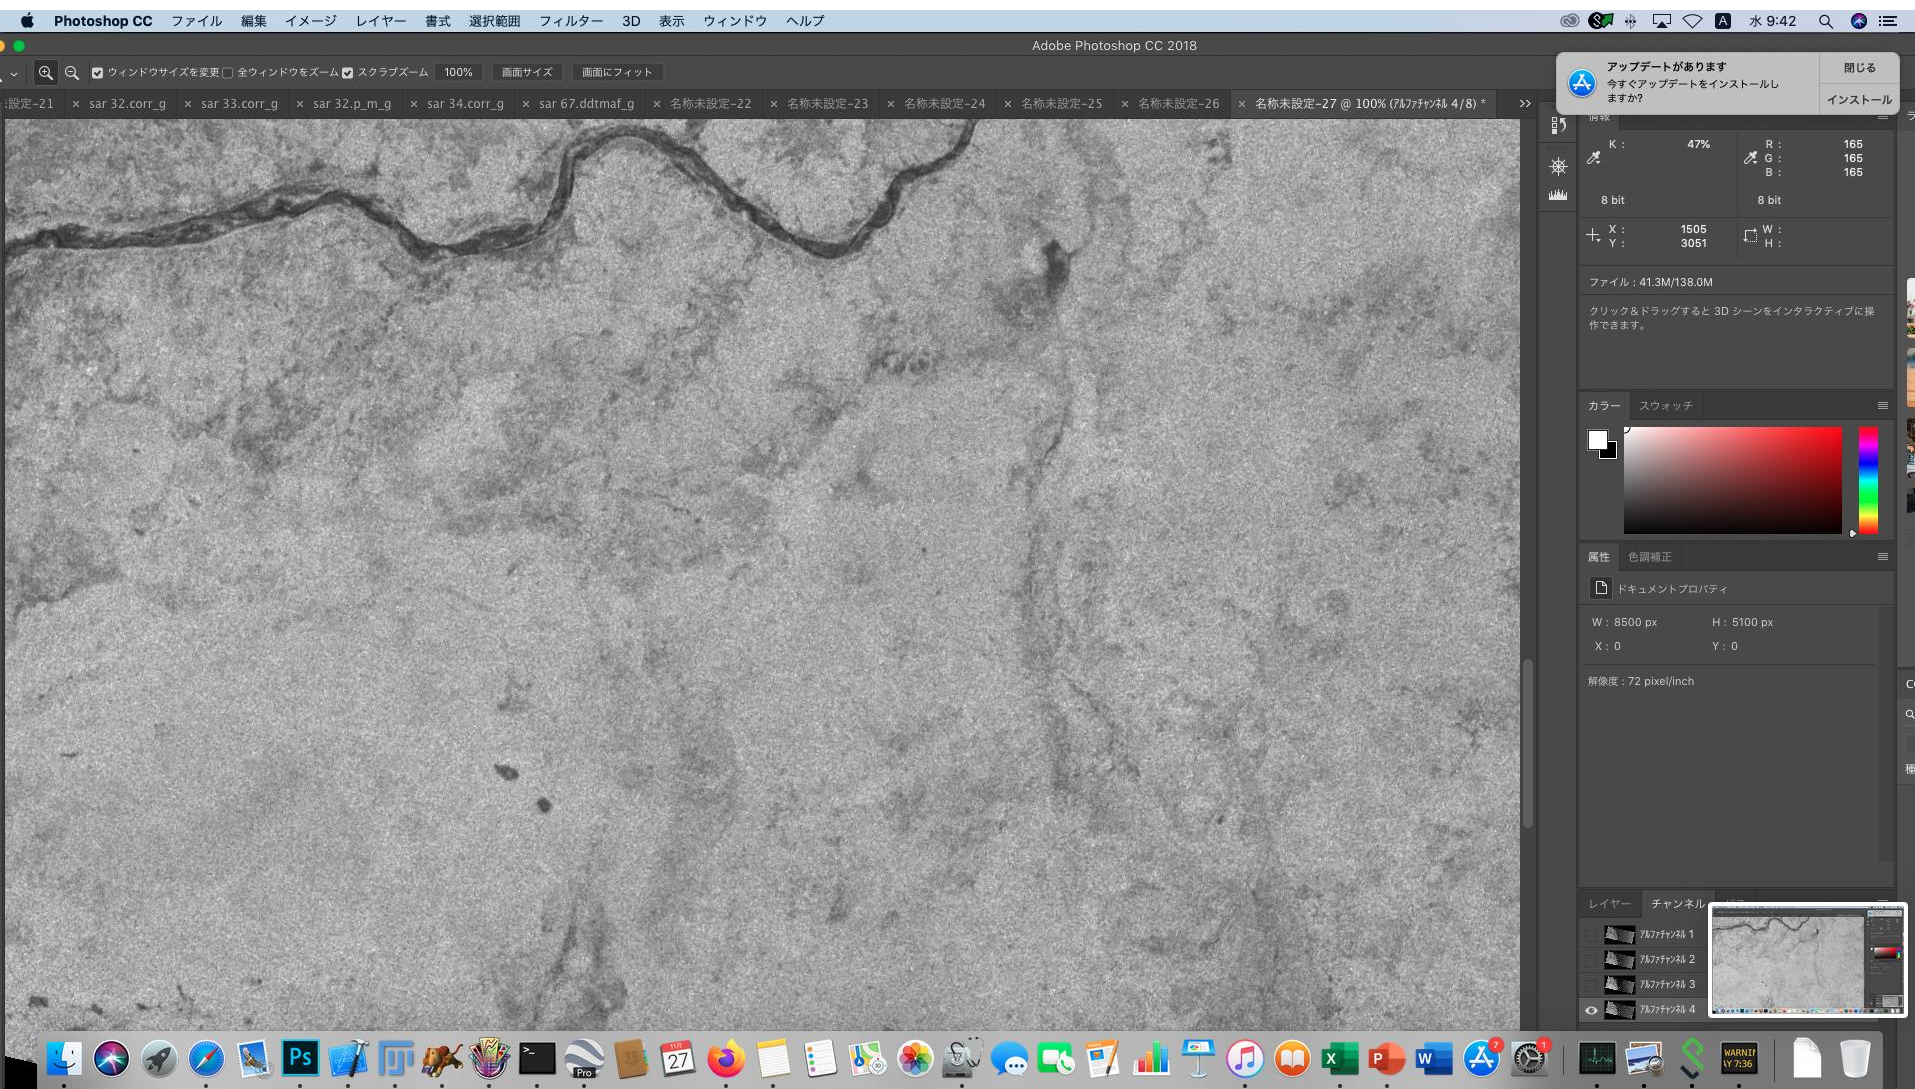 Photoshop CC ファイル 編集 イメージ レイヤー 書式 選択範囲 フィルター 3D 表示 ウィンドウ ヘルプ A 水 9:42
Adobe Photoshop CC 2018
ウィンドウサイズを変更 全ウィンドウをズーム スクラブズーム 100% 画面サイズ 画面にフィット
アップデートがあります
今すぐアップデートをインストールし
ますか?
閉じる
インストール
設定-21 × sar 32.corr_g × sar 33.corr_g × sar 32.p_m_g × sar 34.corr_g × sar 67.ddtmaf_g × 名称未設定-22 × 名称未設定-23 × 名称未設定-24 × 名称未設定-25 × 名称未設定-26 × 名称未設定-27 @ 100% (ｱﾙﾌｧﾁｬﾝﾈﾙ 4/8) *
情報
K : 47%
R : 165
G : 165
B : 165
8 bit 8 bit
X : 1505
Y : 3051
W :
H :
ファイル : 41.3M/138.0M
クリック＆ドラッグすると 3D シーンをインタラクティブに操
作できます。
カラー スウォッチ
属性 色調補正
ドキュメントプロパティ
W : 8500 px H : 5100 px
X : 0 Y : 0
解像度 : 72 pixel/inch
レイヤー チャンネル
ｱﾙﾌｧﾁｬﾝﾈﾙ 1
ｱﾙﾌｧﾁｬﾝﾈﾙ 2
ｱﾙﾌｧﾁｬﾝﾈﾙ 3
ｱﾙﾌｧﾁｬﾝﾈﾙ 4
Ps
Pro
11月
27
X
P
W
7
1
WARNIN
AY 7:36